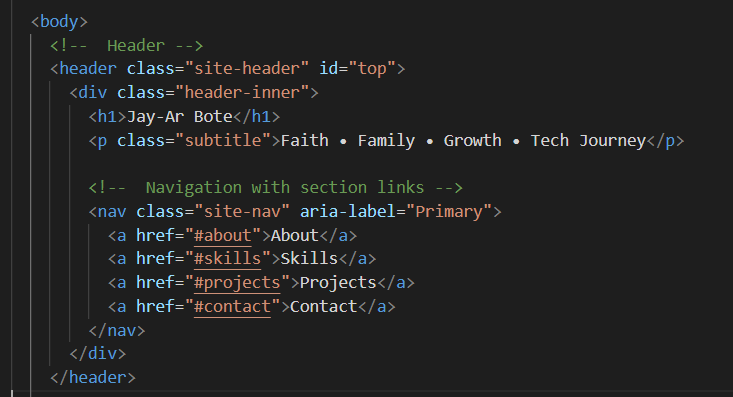 <body>
<!--  Header -->
<header class="site-header" id="top">
<div class="header-inner">
<h1>Jay-Ar Bote</h1>
<p class="subtitle">Faith • Family • Growth • Tech Journey</p>
<!--  Navigation with section links -->
<nav class="site-nav" aria-label="Primary">
<a href="#about">About</a>
<a href="#skills">Skills</a>
<a href="#projects">Projects</a>
<a href="#contact">Contact</a>
</nav>
</div>
</header>